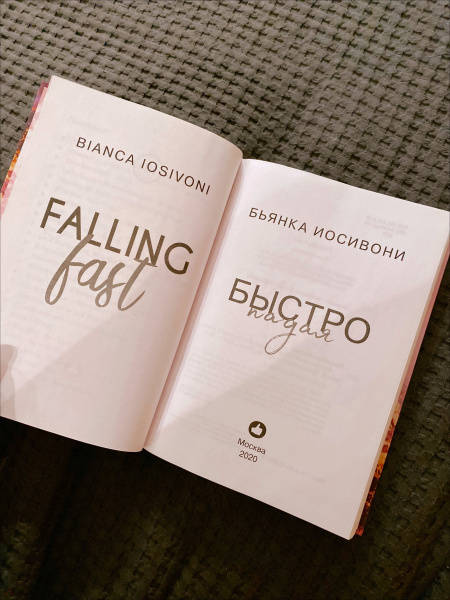 BIANCA IOSIVONI
FALLING
fast
БЬЯНКА ИОСИВОНИ
БЫСТРО
падая
Москва
2020